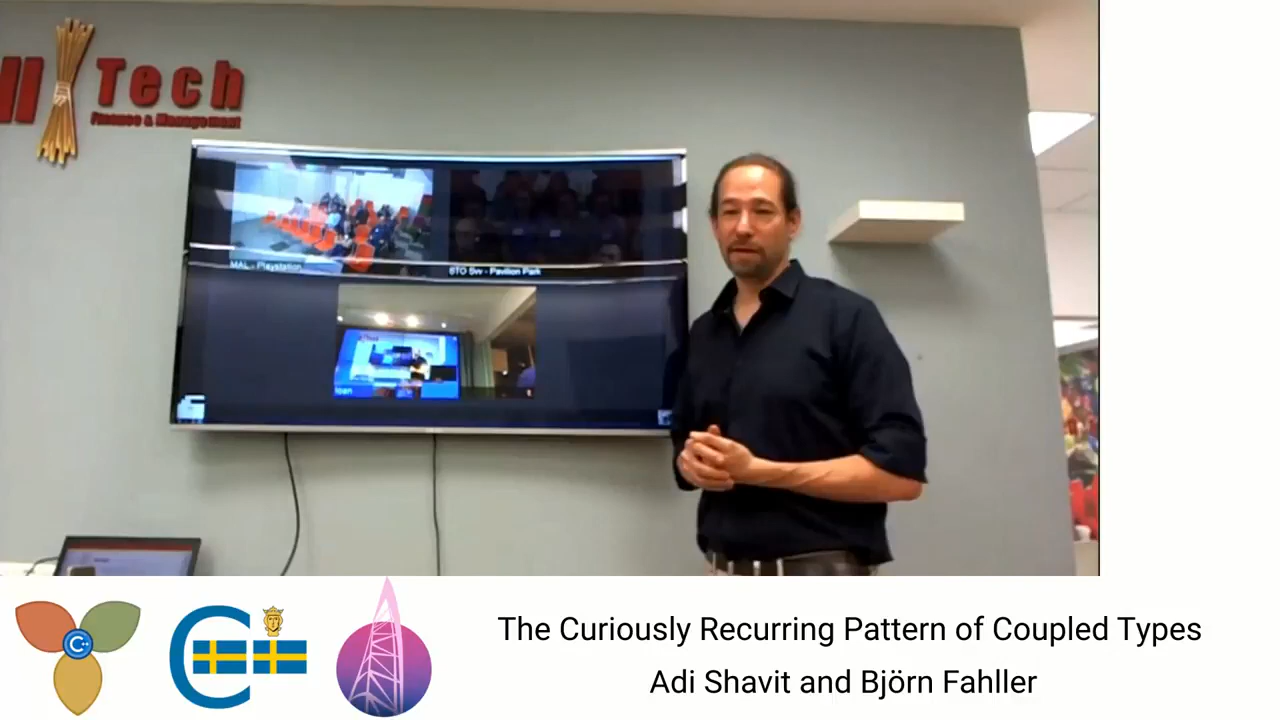 Tech
Finance & Management
MAL - Playstation
STO Svv - Pavilion Park
The Curiously Recurring Pattern of Coupled Types
Adi Shavit and Björn Fahller